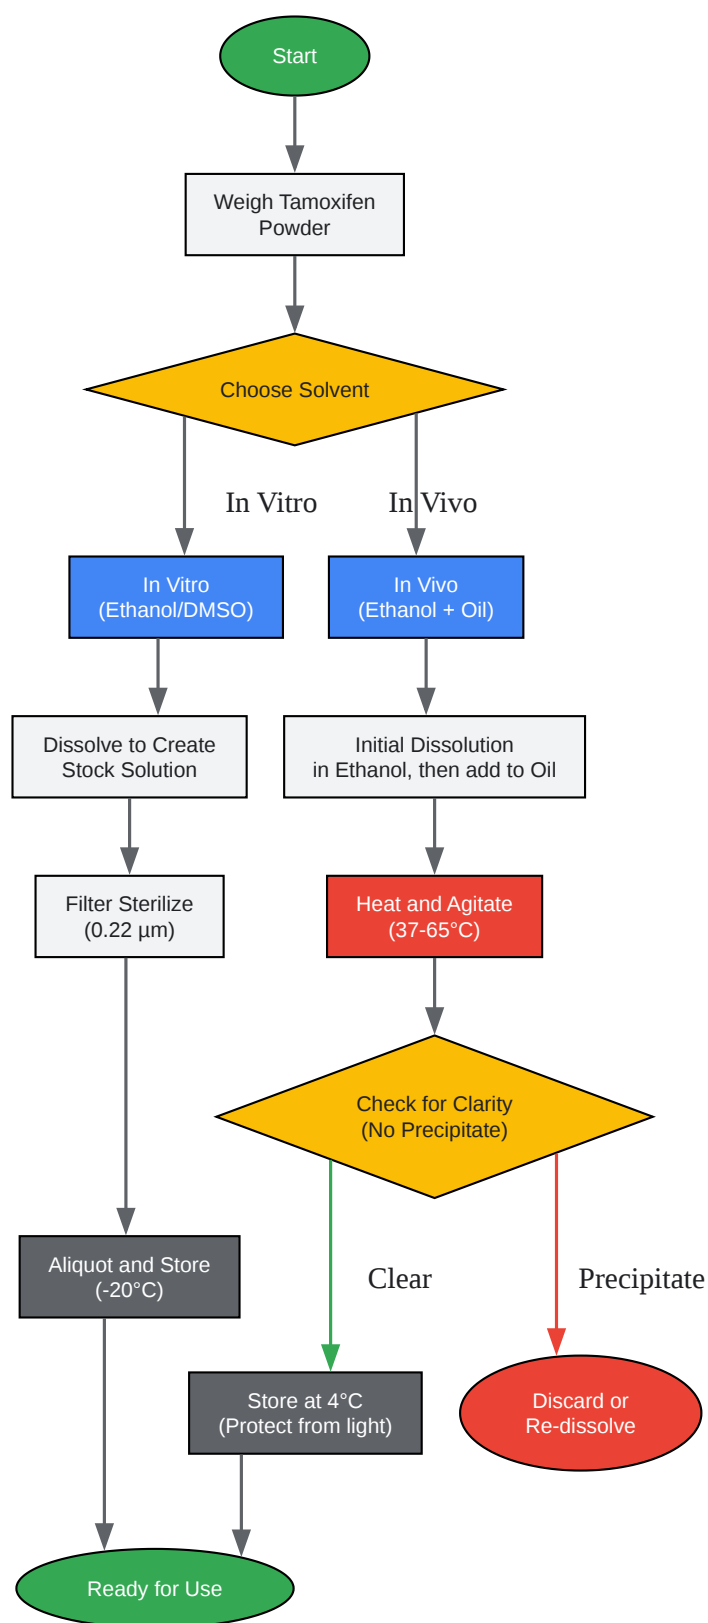 Start
Weigh Tamoxifen
Powder
Choose Solvent
In Vitro
In Vivo
In Vitro
(Ethanol/DMSO)
In Vivo
(Ethanol + Oil)
Dissolve to Create
Stock Solution
Initial Dissolution
in Ethanol, then add to Oil
Filter Sterilize
(0.22 µm)
Heat and Agitate
(37-65°C)
Check for Clarity
(No Precipitate)
Aliquot and Store
(-20°C)
Clear
Precipitate
Store at 4°C
(Protect from light)
Discard or
Re-dissolve
Ready for Use